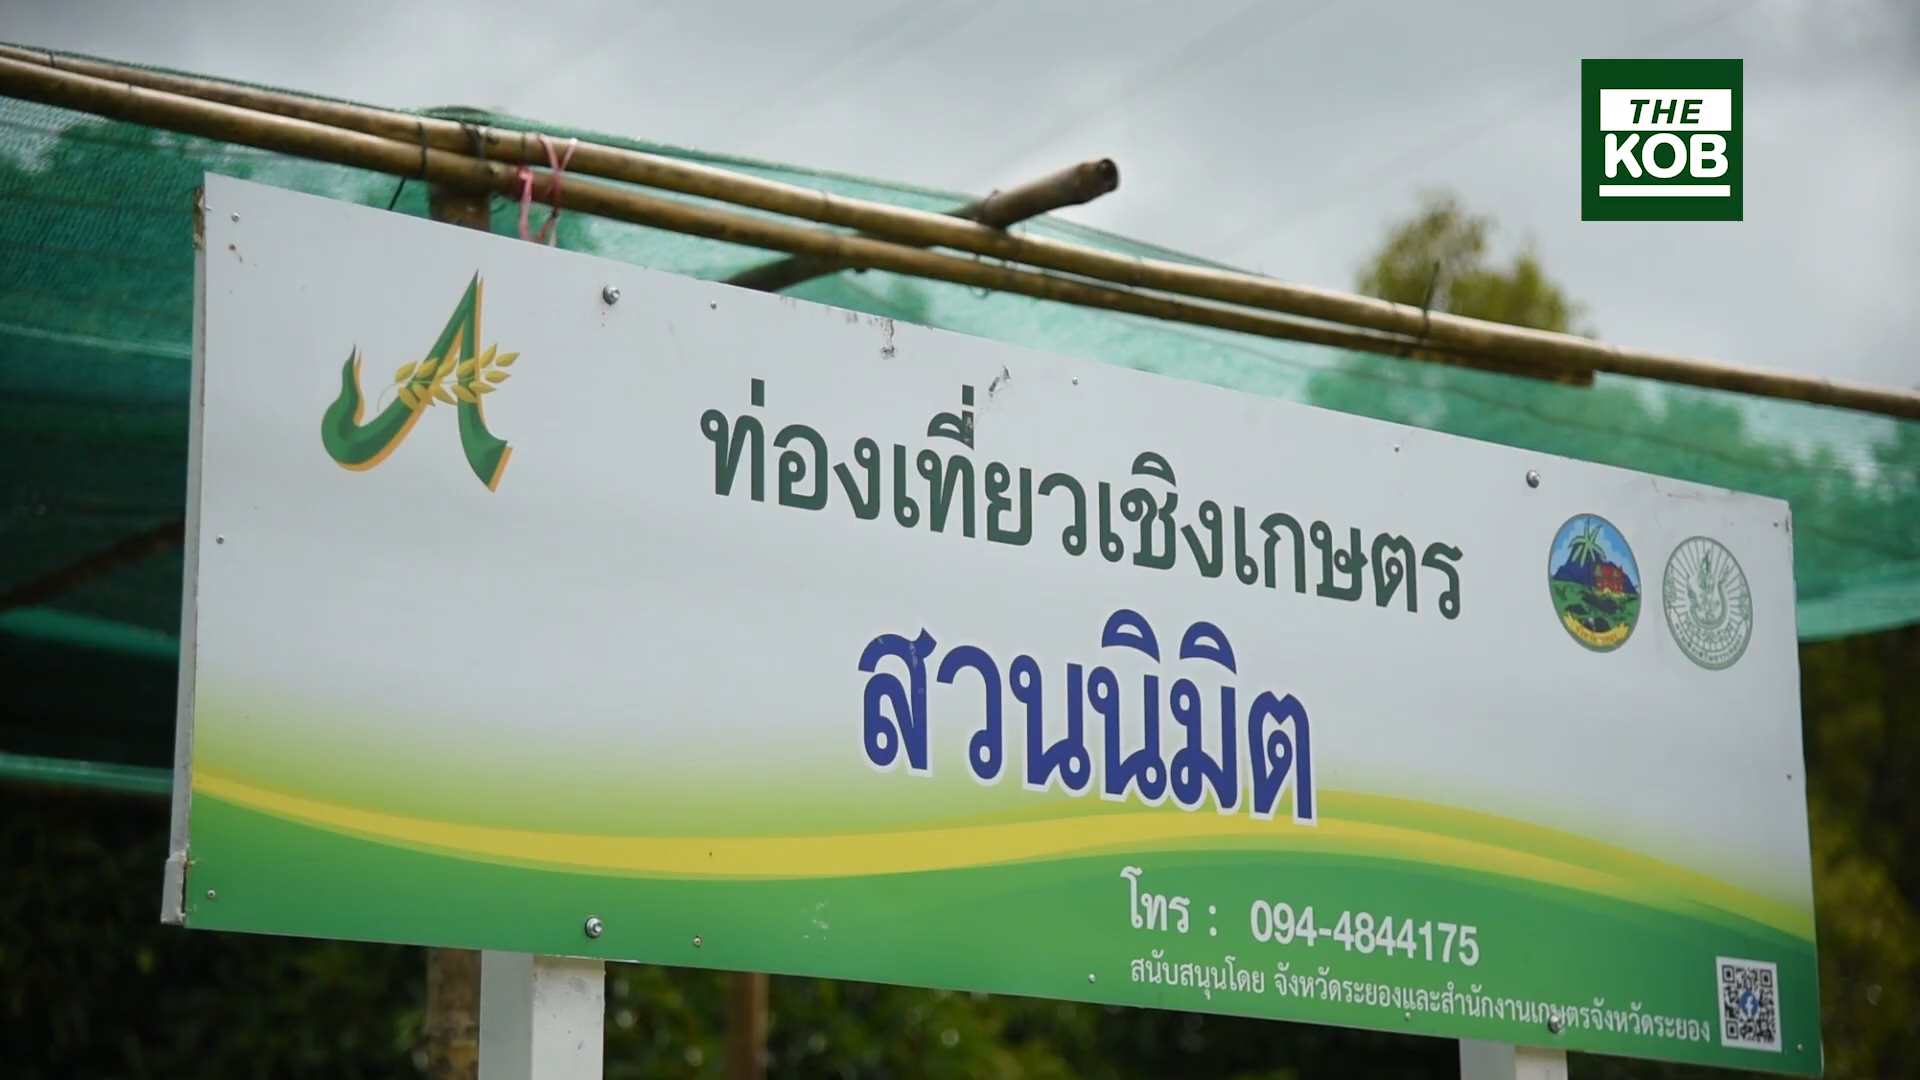 THE
KOB
ท่องเที่ยวเชิงเกษตร
สวนนิมิต
โทร : 094-4844175
สนับสนุนโดย จังหวัดระยองและสำนักงานเกษตรจังหวัดระยอง